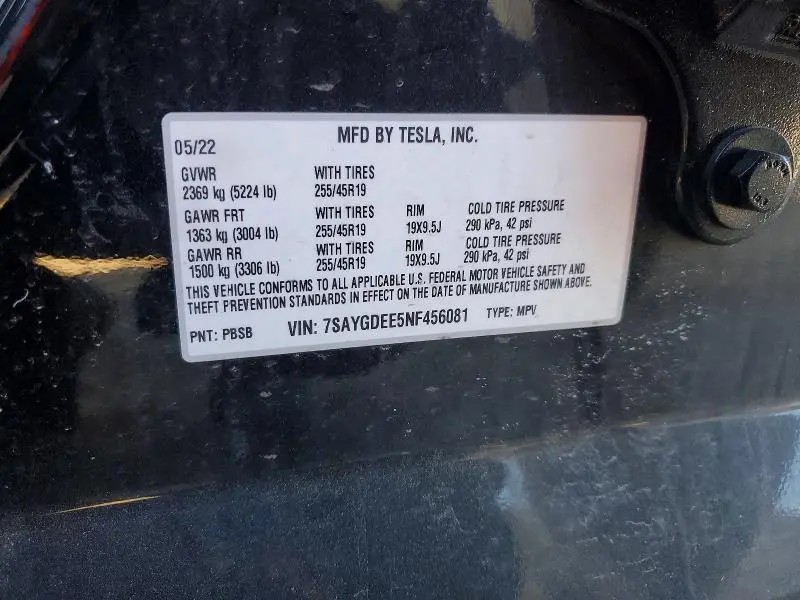 MFD BY TESLA, INC.
05/22
GVWR WITH TIRES
2369 kg (5224 lb) 255/45R19
GAWR FRT WITH TIRES RIM COLD TIRE PRESSURE
1363 kg (3004 lb) 255/45R19 19X9.5J 290 kPa, 42 psi
GAWR RR WITH TIRES RIM COLD TIRE PRESSURE
1500 kg (3306 lb) 255/45R19 19X9.5J 290 kPa, 42 psi
THIS VEHICLE CONFORMS TO ALL APPLICABLE U.S. FEDERAL MOTOR VEHICLE SAFETY AND
THEFT PREVENTION STANDARDS IN EFFECT ON THE DATE OF MANUFACTURE SHOWN ABOVE.
PNT: PBSB VIN: 7SAYGDEE5NF456081 TYPE: MPV